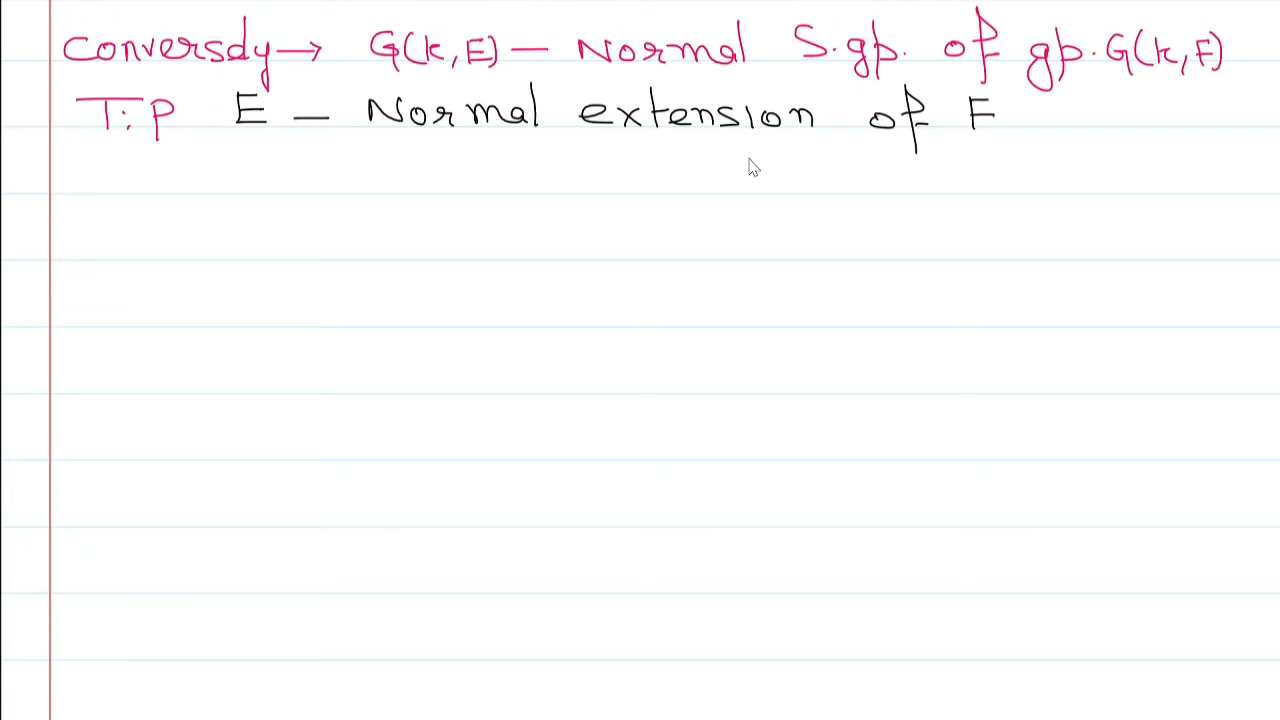 Conversely → G(K, E) — Normal S.gp. of gp. G(K, F)
T.P E — Normal extension of F